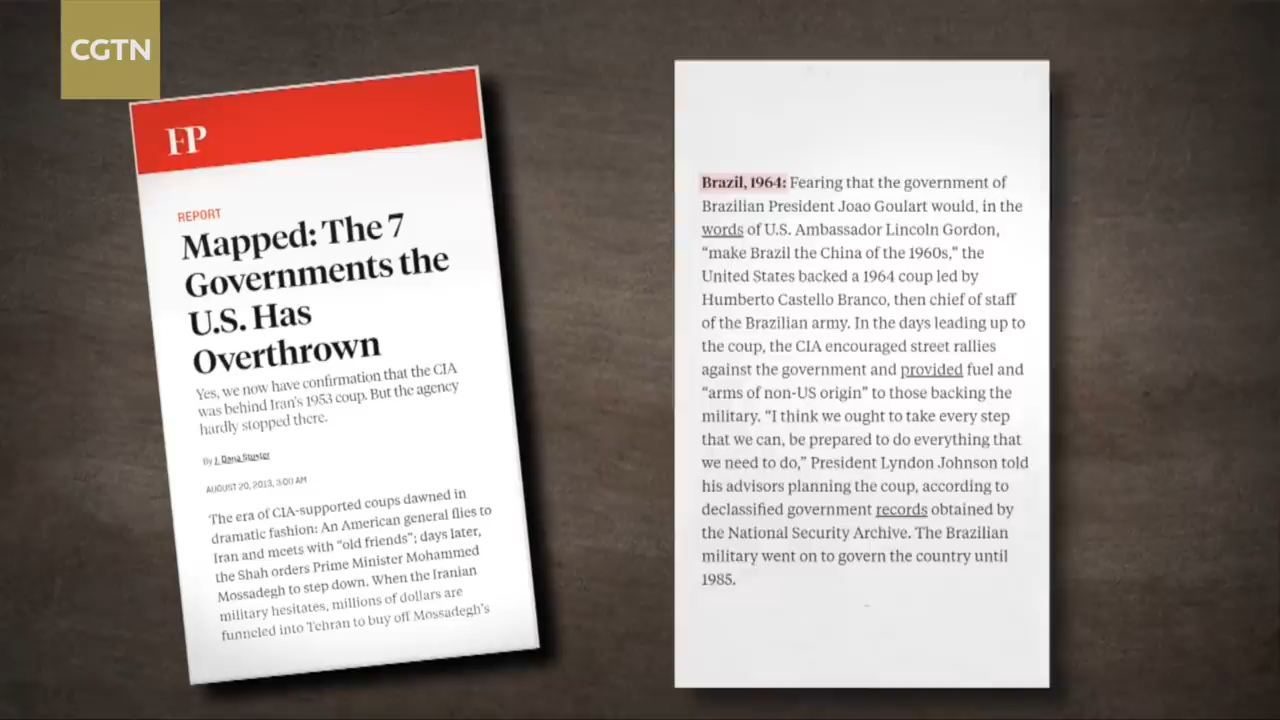 CGTN
FP
REPORT
Mapped: The 7
Governments the
U.S. Has
Overthrown
Yes, we now have confirmation that the CIA
was behind Iran's 1953 coup. But the agency
hardly stopped there.
By J. Dana Stuster
AUGUST 20, 2013, 3:00 AM
The era of CIA-supported coups dawned in
dramatic fashion: An American general flies to
Iran and meets with "old friends"; days later,
the Shah orders Prime Minister Mohammed
Mossadegh to step down. When the Iranian
military hesitates, millions of dollars are
funneled into Tehran to buy off Mossadegh's
Brazil, 1964: Fearing that the government of
Brazilian President Joao Goulart would, in the
words of U.S. Ambassador Lincoln Gordon,
"make Brazil the China of the 1960s," the
United States backed a 1964 coup led by
Humberto Castello Branco, then chief of staff
of the Brazilian army. In the days leading up to
the coup, the CIA encouraged street rallies
against the government and provided fuel and
"arms of non-US origin" to those backing the
military. "I think we ought to take every step
that we can, be prepared to do everything that
we need to do," President Lyndon Johnson told
his advisors planning the coup, according to
declassified government records obtained by
the National Security Archive. The Brazilian
military went on to govern the country until
1985.